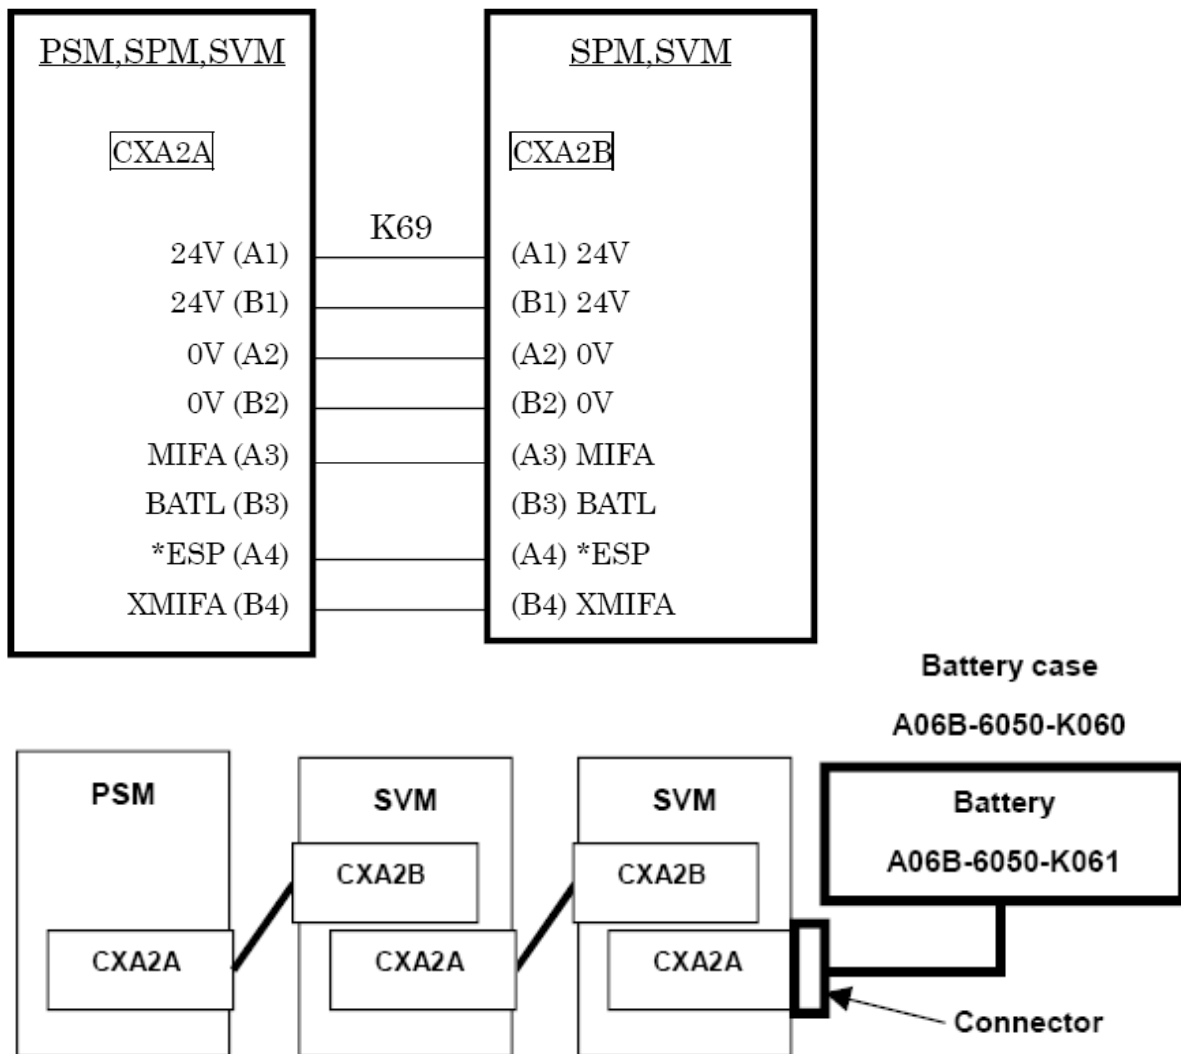 PSM,SPM,SVM
SPM,SVM
CXA2A
CXA2B
K69
24V (A1)
(A1) 24V
24V (B1)
(B1) 24V
0V (A2)
(A2) 0V
0V (B2)
(B2) 0V
MIFA (A3)
(A3) MIFA
BATL (B3)
(B3) BATL
*ESP (A4)
(A4) *ESP
XMIFA (B4)
(B4) XMIFA
Battery case
A06B-6050-K060
PSM
SVM
SVM
Battery
A06B-6050-K061
CXA2B
CXA2B
CXA2A
CXA2A
CXA2A
Connector